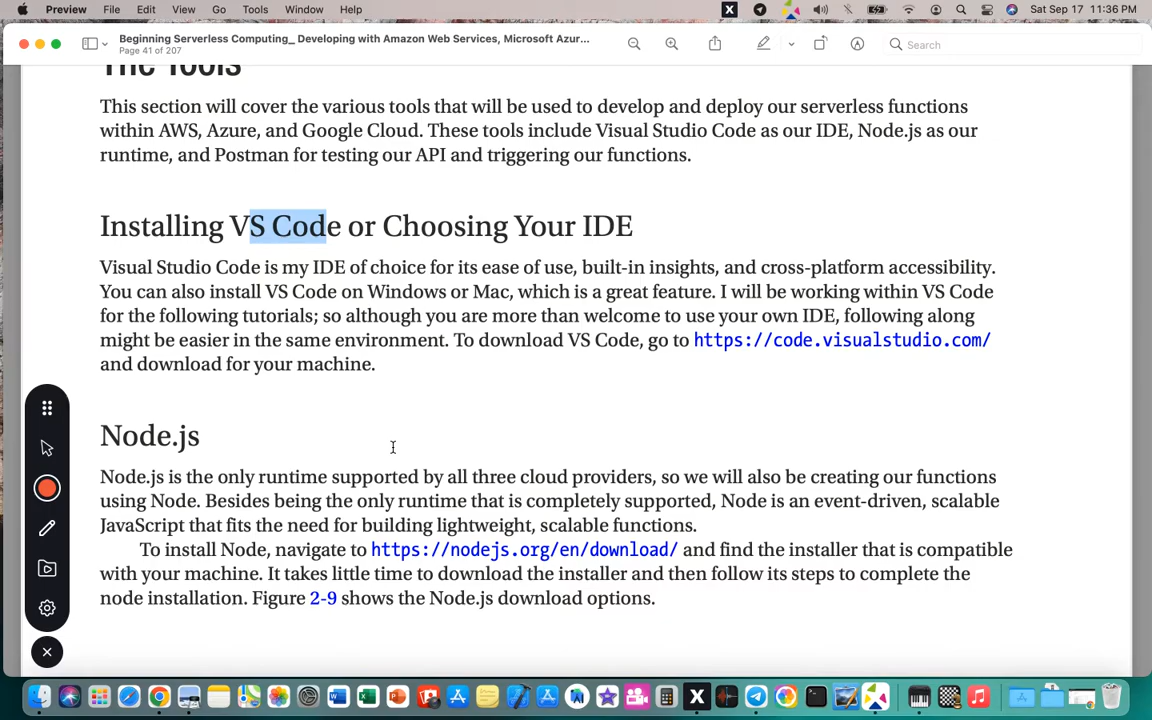 Preview File Edit View Go Tools Window Help Sat Sep 17 11:36 PM
Beginning Serverless Computing_ Developing with Amazon Web Services, Microsoft Azur...
Page 41 of 207
Search
The Tools
This section will cover the various tools that will be used to develop and deploy our serverless functions
within AWS, Azure, and Google Cloud. These tools include Visual Studio Code as our IDE, Node.js as our
runtime, and Postman for testing our API and triggering our functions.
Installing VS Code or Choosing Your IDE
Visual Studio Code is my IDE of choice for its ease of use, built-in insights, and cross-platform accessibility.
You can also install VS Code on Windows or Mac, which is a great feature. I will be working within VS Code
for the following tutorials; so although you are more than welcome to use your own IDE, following along
might be easier in the same environment. To download VS Code, go to https://code.visualstudio.com/
and download for your machine.
Node.js
Node.js is the only runtime supported by all three cloud providers, so we will also be creating our functions
using Node. Besides being the only runtime that is completely supported, Node is an event-driven, scalable
JavaScript that fits the need for building lightweight, scalable functions.
To install Node, navigate to https://nodejs.org/en/download/ and find the installer that is compatible
with your machine. It takes little time to download the installer and then follow its steps to complete the
node installation. Figure 2-9 shows the Node.js download options.